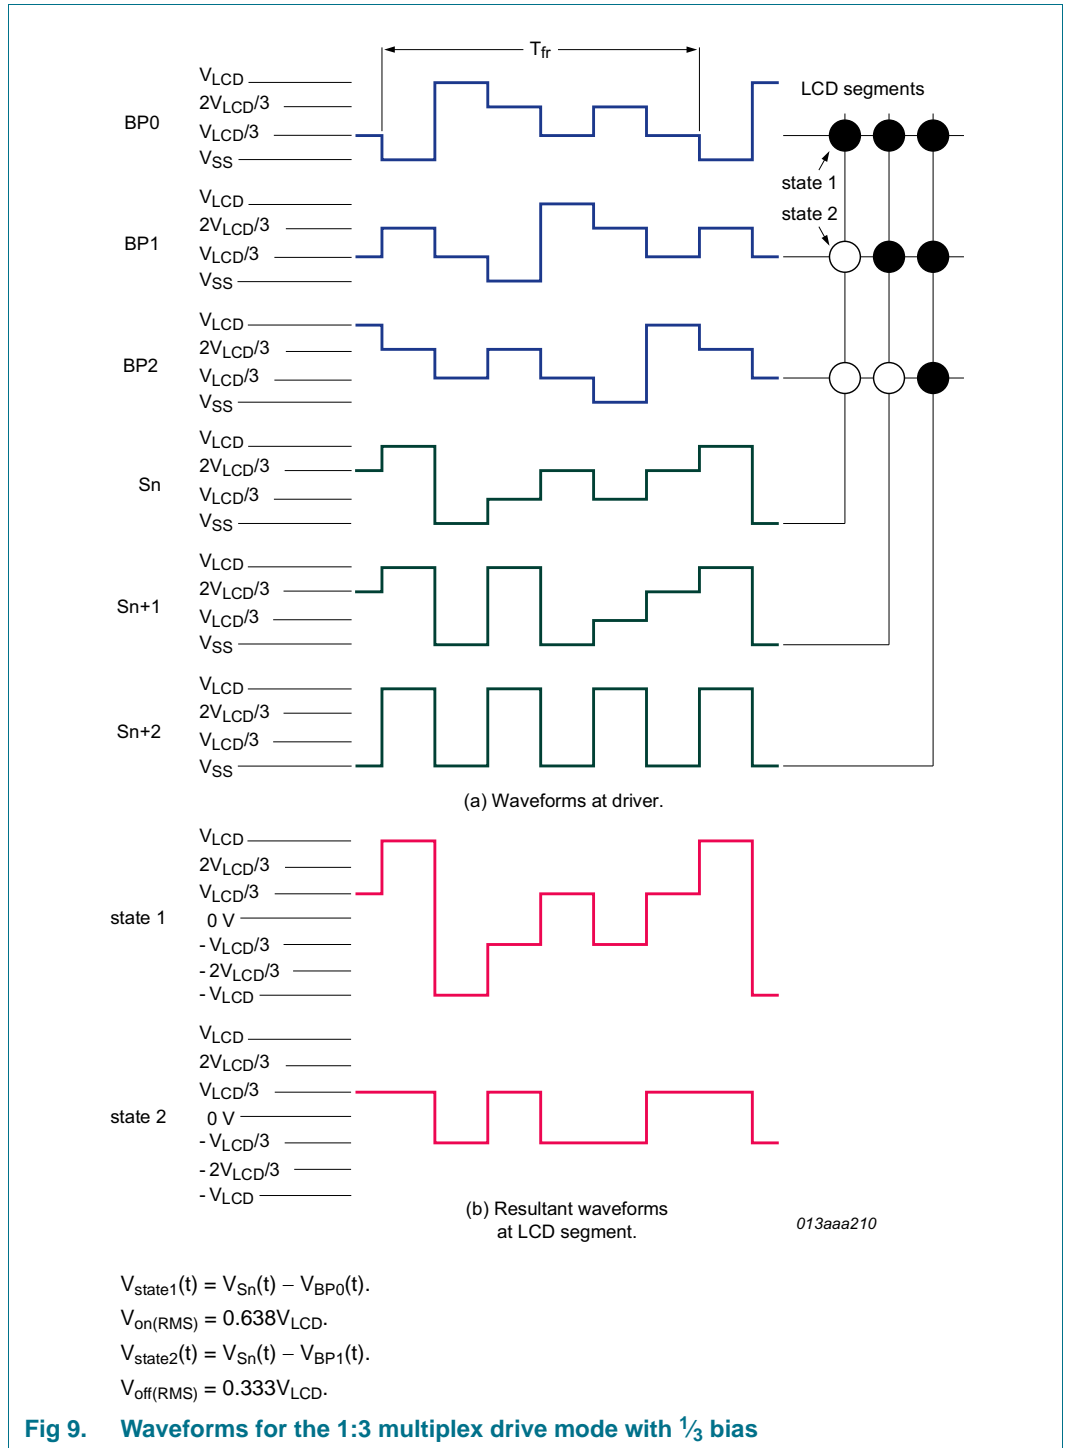 Tfr
LCD segments
BP0
VLCD
2VLCD/3
VLCD/3
VSS
state 1
state 2
BP1
VLCD
2VLCD/3
VLCD/3
VSS
BP2
VLCD
2VLCD/3
VLCD/3
VSS
Sn
VLCD
2VLCD/3
VLCD/3
VSS
Sn+1
VLCD
2VLCD/3
VLCD/3
VSS
Sn+2
VLCD
2VLCD/3
VLCD/3
VSS
(a) Waveforms at driver.
state 1
VLCD
2VLCD/3
VLCD/3
0 V
- VLCD/3
- 2VLCD/3
- VLCD
state 2
VLCD
2VLCD/3
VLCD/3
0 V
- VLCD/3
- 2VLCD/3
- VLCD
(b) Resultant waveforms
at LCD segment.
013aaa210
Vstate1(t) = VSn(t) − VBP0(t).
Von(RMS) = 0.638VLCD.
Vstate2(t) = VSn(t) − VBP1(t).
Voff(RMS) = 0.333VLCD.
Fig 9. Waveforms for the 1:3 multiplex drive mode with 1⁄3 bias